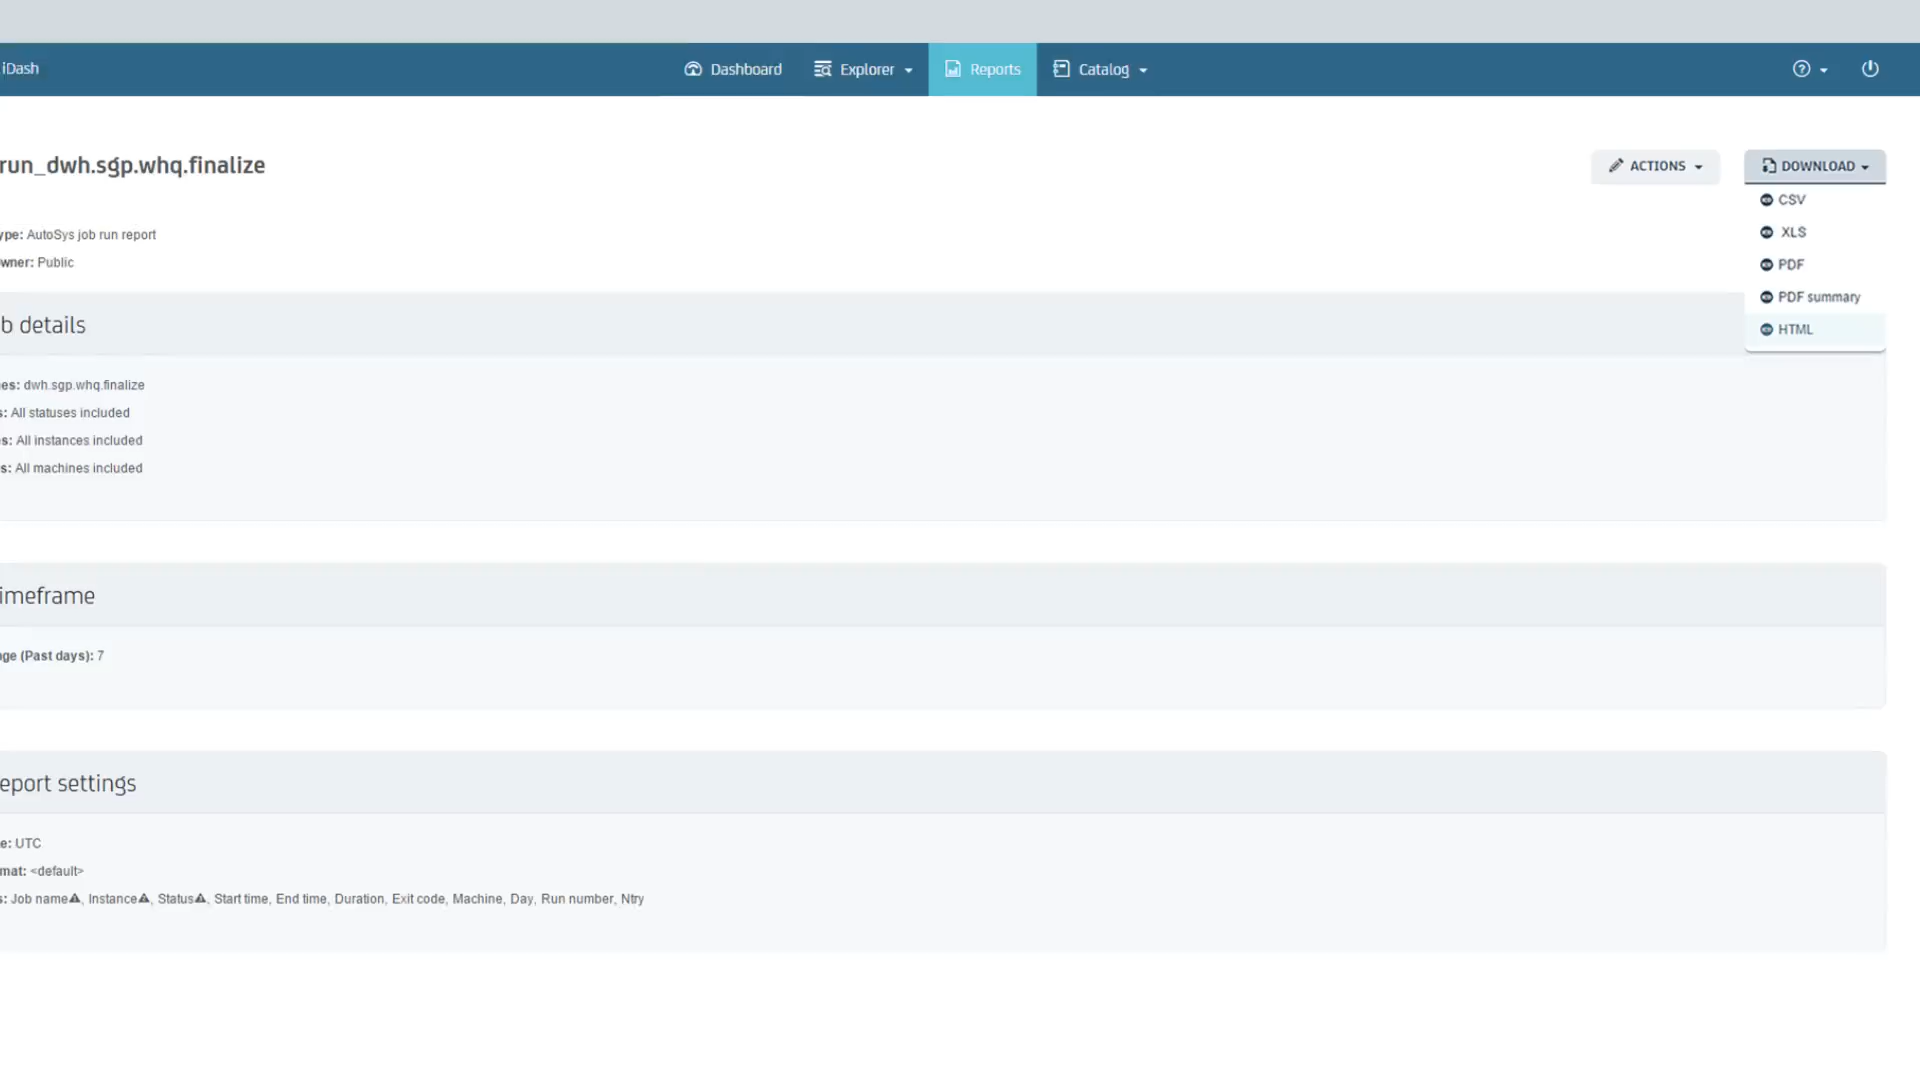 iDash
Dashboard
Explorer
Reports
Catalog
run_dwh.sgp.whq.finalize
ACTIONS
DOWNLOAD
CSV
XLS
PDF
PDF summary
HTML
ype: AutoSys job run report
wner: Public
b details
es: dwh.sgp.whq.finalize
s: All statuses included
s: All instances included
s: All machines included
imeframe
ge (Past days): 7
eport settings
e: UTC
mat: <default>
s: Job name, Instance, Status, Start time, End time, Duration, Exit code, Machine, Day, Run number, Ntry